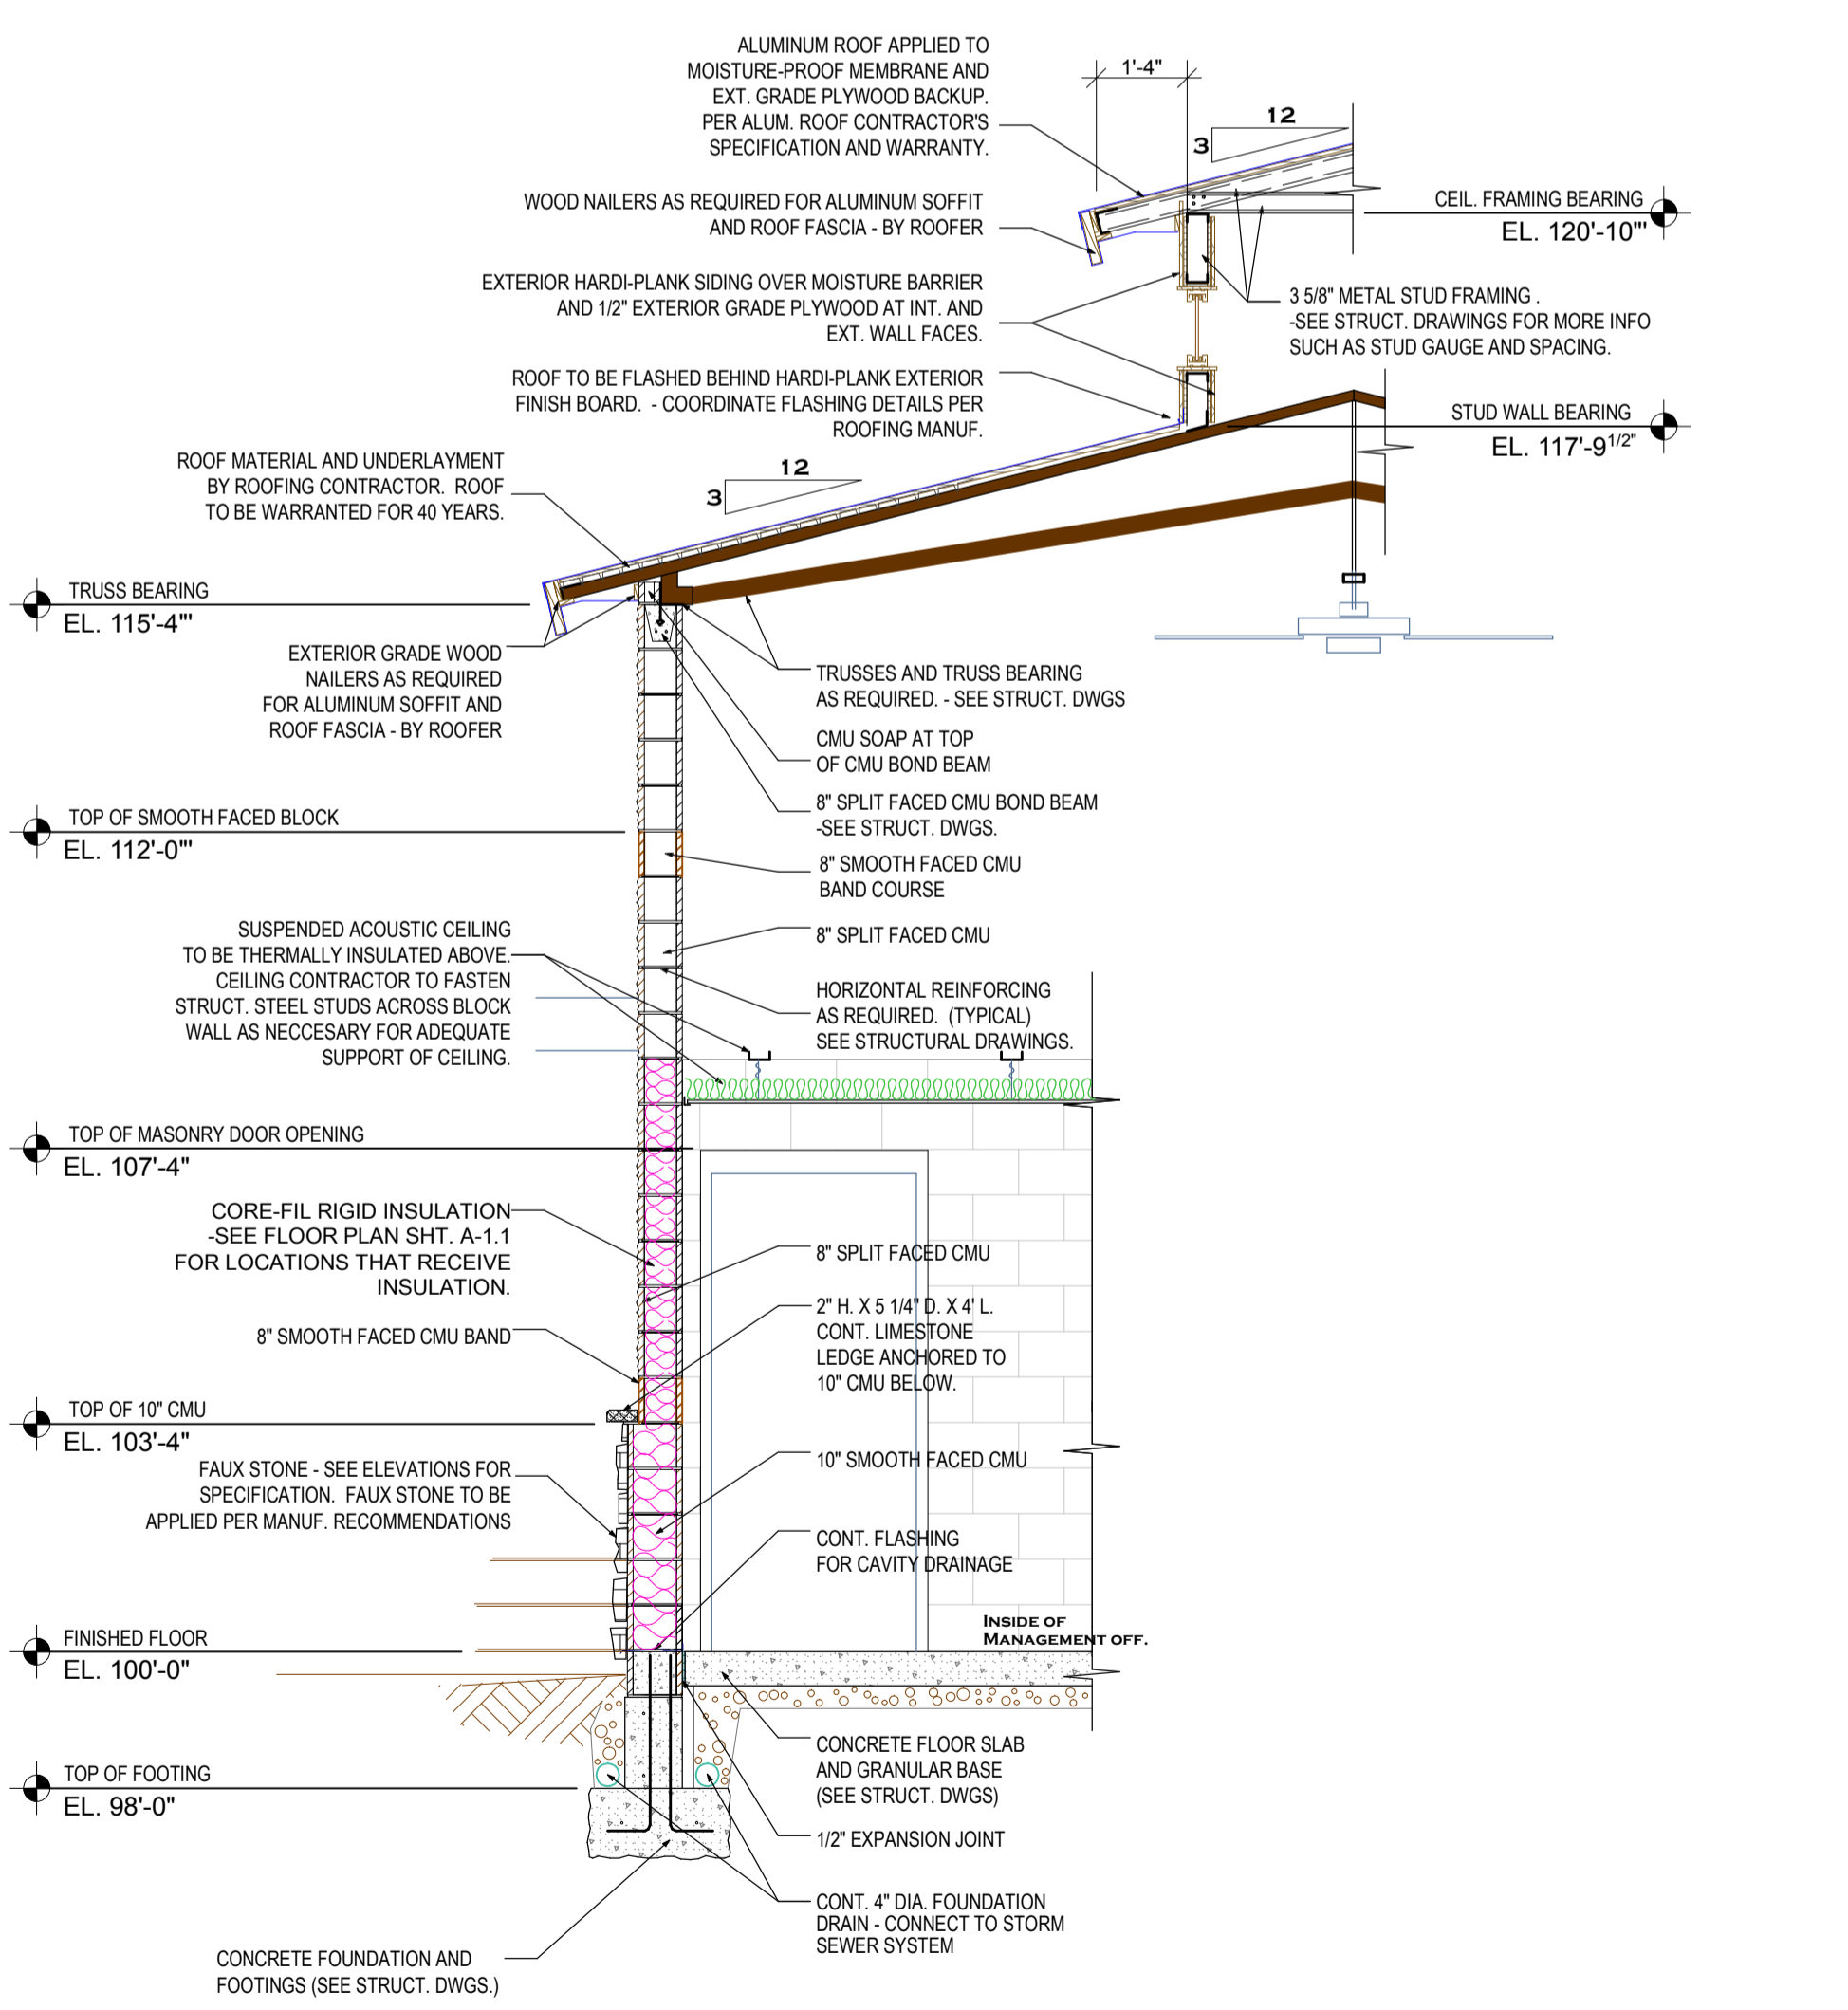 ALUMINUM ROOF APPLIED TO
MOISTURE-PROOF MEMBRANE AND
EXT. GRADE PLYWOOD BACKUP.
PER ALUM. ROOF CONTRACTOR'S
SPECIFICATION AND WARRANTY.
1'-4"
12
3
WOOD NAILERS AS REQUIRED FOR ALUMINUM SOFFIT
AND ROOF FASCIA - BY ROOFER
CEIL. FRAMING BEARING
EL. 120'-10"'
EXTERIOR HARDI-PLANK SIDING OVER MOISTURE BARRIER
AND 1/2" EXTERIOR GRADE PLYWOOD AT INT. AND
EXT. WALL FACES.
3 5/8" METAL STUD FRAMING .
-SEE STRUCT. DRAWINGS FOR MORE INFO
SUCH AS STUD GAUGE AND SPACING.
ROOF TO BE FLASHED BEHIND HARDI-PLANK EXTERIOR
FINISH BOARD.  - COORDINATE FLASHING DETAILS PER
ROOFING MANUF.
STUD WALL BEARING
EL. 117'-9 1/2"
ROOF MATERIAL AND UNDERLAYMENT
BY ROOFING CONTRACTOR.  ROOF
TO BE WARRANTED FOR 40 YEARS.
12
3
TRUSS BEARING
EL. 115'-4"'
EXTERIOR GRADE WOOD
NAILERS AS REQUIRED
FOR ALUMINUM SOFFIT AND
ROOF FASCIA - BY ROOFER
TRUSSES AND TRUSS BEARING
AS REQUIRED. - SEE STRUCT. DWGS
CMU SOAP AT TOP
OF CMU BOND BEAM
8" SPLIT FACED CMU BOND BEAM
-SEE STRUCT. DWGS.
TOP OF SMOOTH FACED BLOCK
EL. 112'-0"'
8" SMOOTH FACED CMU
BAND COURSE
SUSPENDED ACOUSTIC CEILING
TO BE THERMALLY INSULATED ABOVE.
CEILING CONTRACTOR TO FASTEN
STRUCT. STEEL STUDS ACROSS BLOCK
WALL AS NECCESARY FOR ADEQUATE
SUPPORT OF CEILING.
8" SPLIT FACED CMU
HORIZONTAL REINFORCING
AS REQUIRED.  (TYPICAL)
SEE STRUCTURAL DRAWINGS.
TOP OF MASONRY DOOR OPENING
EL. 107'-4"
CORE-FIL RIGID INSULATION
-SEE FLOOR PLAN SHT. A-1.1
FOR LOCATIONS THAT RECEIVE
INSULATION.
8" SPLIT FACED CMU
2" H. X 5 1/4" D. X 4' L.
CONT. LIMESTONE
LEDGE ANCHORED TO
10" CMU BELOW.
8" SMOOTH FACED CMU BAND
TOP OF 10" CMU
EL. 103'-4"
FAUX STONE - SEE ELEVATIONS FOR
SPECIFICATION.  FAUX STONE TO BE
APPLIED PER MANUF. RECOMMENDATIONS
10" SMOOTH FACED CMU
CONT. FLASHING
FOR CAVITY DRAINAGE
INSIDE OF
MANAGEMENT OFF.
FINISHED FLOOR
EL. 100'-0"
CONCRETE FLOOR SLAB
AND GRANULAR BASE
(SEE STRUCT. DWGS)
TOP OF FOOTING
EL. 98'-0"
1/2" EXPANSION JOINT
CONT. 4" DIA. FOUNDATION
DRAIN - CONNECT TO STORM
SEWER SYSTEM
CONCRETE FOUNDATION AND
FOOTINGS (SEE STRUCT. DWGS.)